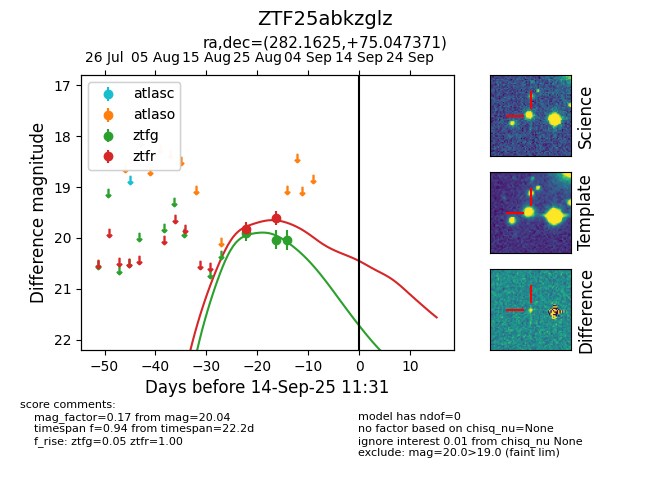 ZTF25abkzglz
ra,dec=(282.1625,+75.047371)
26 Jul 05 Aug 15 Aug 25 Aug 04 Sep 14 Sep 24 Sep
atlasc
atlaso
ztfg
ztfr
17
18
19
20
21
22
Difference magnitude
−50 −40 −30 −20 −10 0 10
Days before 14-Sep-25 11:31
Science
Template
Difference
score comments:
mag_factor=0.17 from mag=20.04
timespan f=0.94 from timespan=22.2d
f_rise: ztfg=0.05 ztfr=1.00
model has ndof=0
no factor based on chisq_nu=None
ignore interest 0.01 from chisq_nu None
exclude: mag=20.0>19.0 (faint lim)